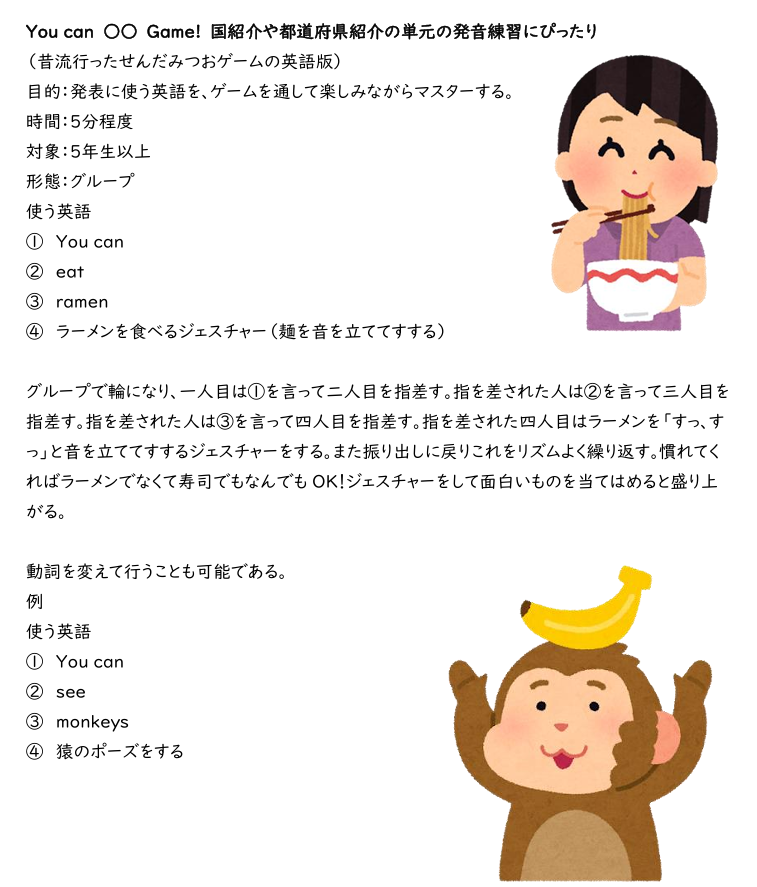 You can 〇〇 Game! 国紹介や都道府県紹介の単元の発音練習にぴったり
（昔流行ったせんだみつおゲームの英語版）
目的：発表に使う英語を、ゲームを通して楽しみながらマスターする。
時間：５分程度
対象：５年生以上
形態：グループ
使う英語
① You can
② eat
③ ramen
④ ラーメンを食べるジェスチャー（麺を音を立ててすする）
グループで輪になり、一人目は①を言って二人目を指差す。指を差された人は②を言って三人目を
指差す。指を差された人は③を言って四人目を指差す。指を差された四人目はラーメンを「すっ、す
っ」と音を立ててすするジェスチャーをする。また振り出しに戻りこれをリズムよく繰り返す。慣れてく
ればラーメンでなくて寿司でもなんでも OK！ジェスチャーをして面白いものを当てはめると盛り上
がる。
動詞を変えて行うことも可能である。
例
使う英語
① You can
② see
③ monkeys
④ 猿のポーズをする